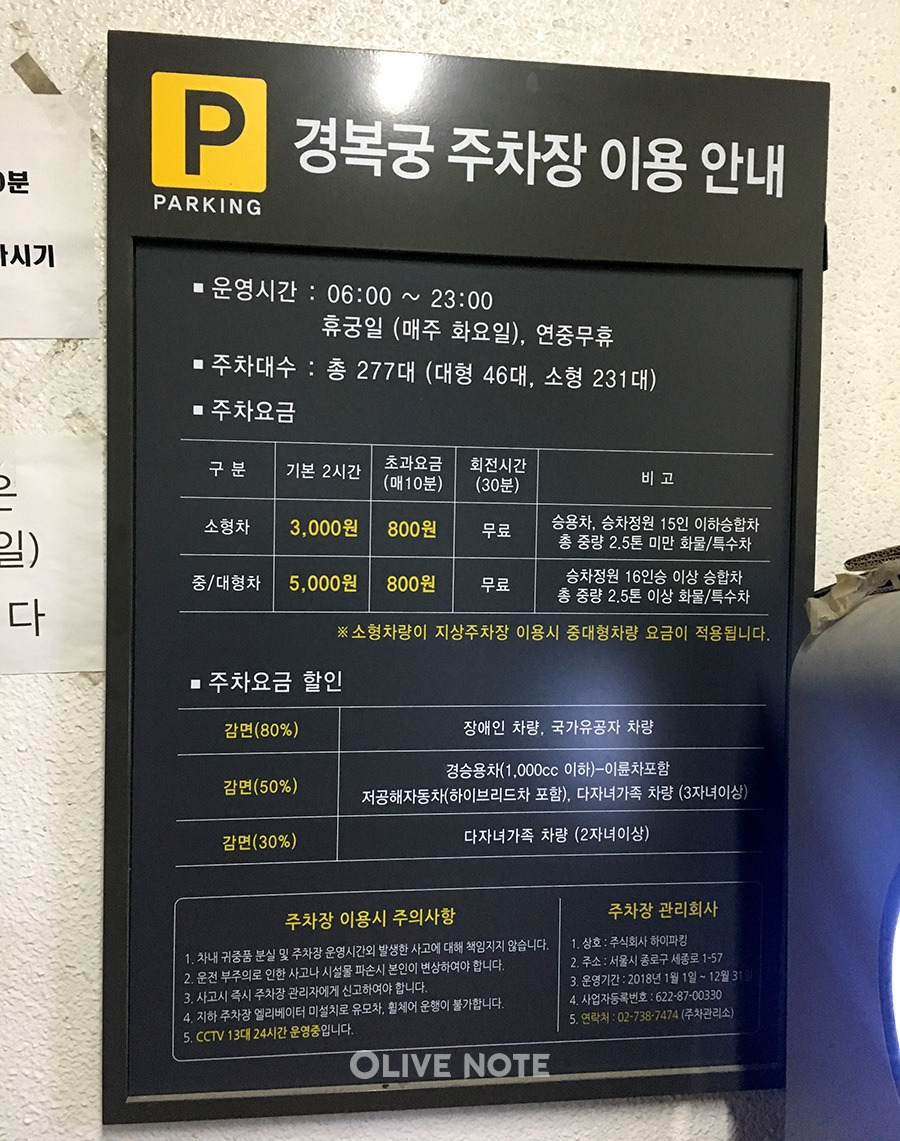 P
PARKING
경복궁 주차장 이용 안내
0분
시기
은
일)
다
■ 운영시간 : 06:00 ~ 23:00
휴궁일 (매주 화요일), 연중무휴
■ 주차대수 : 총 277대 (대형 46대, 소형 231대)
■ 주차요금
구 분 기본 2시간 초과요금 (매10분) 회전시간 (30분) 비 고
소형차 3,000원 800원 무료 승용차, 승차정원 15인 이하승합차
총 중량 2.5톤 미만 화물/특수차
중/대형차 5,000원 800원 무료 승차정원 16인승 이상 승합차
총 중량 2.5톤 이상 화물/특수차
※ 소형차량이 지상주차장 이용시 중대형차량 요금이 적용됩니다.
■ 주차요금 할인
감면(80%) 장애인 차량, 국가유공자 차량
감면(50%) 경승용차(1,000cc 이하)-이륜차포함
저공해자동차(하이브리드차 포함), 다자녀가족 차량 (3자녀이상)
감면(30%) 다자녀가족 차량 (2자녀이상)
주차장 이용시 주의사항
1. 차내 귀중품 분실 및 주차장 운영시간외 발생한 사고에 대해 책임지지 않습니다.
2. 운전 부주의로 인한 사고나 시설물 파손시 본인이 변상하여야 합니다.
3. 사고시 즉시 주차장 관리자에게 신고하여야 합니다.
4. 지하 주차장 엘리베이터 미설치로 유모차, 휠체어 운행이 불가합니다.
5. CCTV 13대 24시간 운영중입니다.
주차장 관리회사
1. 상호 : 주식회사 하이파킹
2. 주소 : 서울시 종로구 세종로 1-57
3. 운영기간 : 2018년 1월 1일 ~ 12월 31일
4. 사업자등록번호 : 622-87-00330
5. 연락처 : 02-738-7474 (주차관리소)
OLIVE NOTE